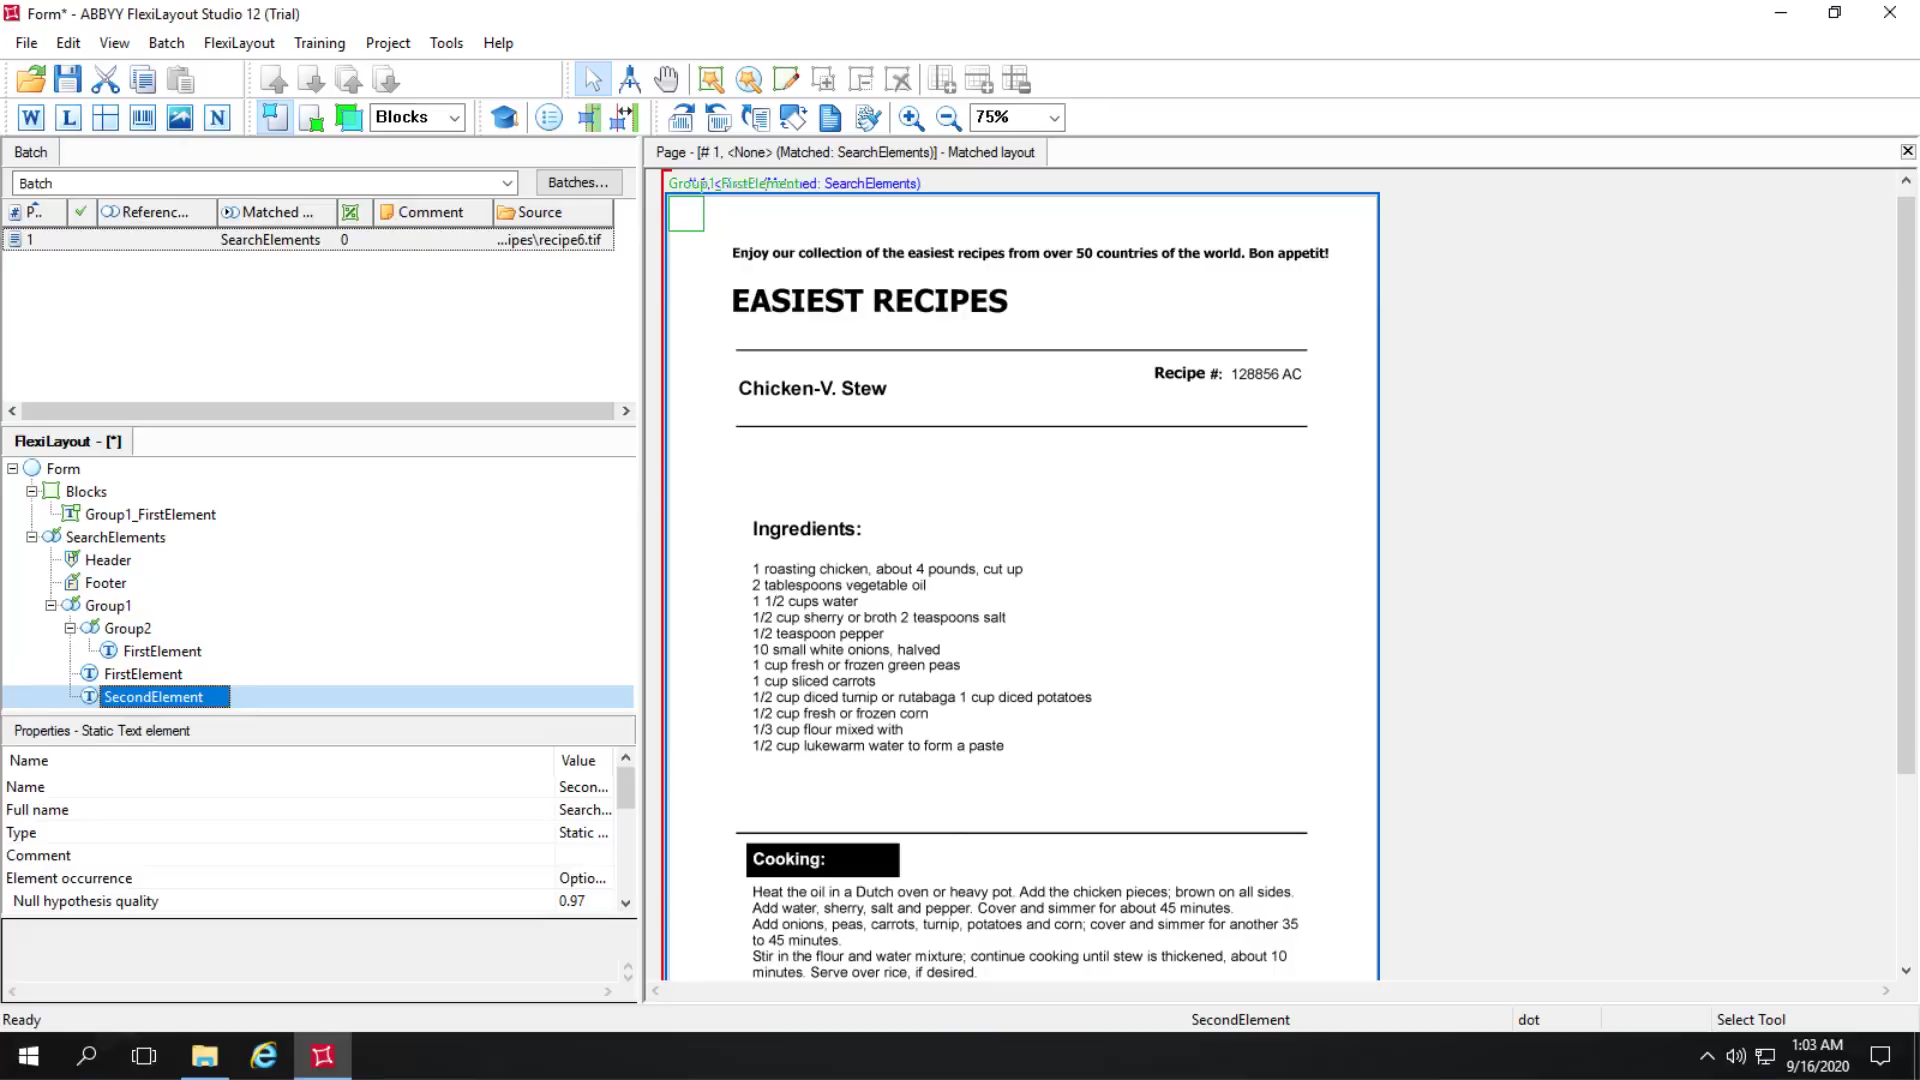 Form* - ABBYY FlexiLayout Studio 12 (Trial)
File Edit View Batch FlexiLayout Training Project Tools Help
W L N Blocks 75%
Batch
Batch Batches...
# P.. Referenc... Matched ... Comment Source
1 SearchElements 0 ...ipes\recipe6.tif
FlexiLayout - [*]
Form
Blocks
Group1_FirstElement
SearchElements
Header
Footer
Group1
Group2
FirstElement
FirstElement
SecondElement
Properties - Static Text element
Name Value
Name Secon...
Full name Search...
Type Static ...
Comment
Element occurrence Optio...
Null hypothesis quality 0.97
Page - [# 1, <None> (Matched: SearchElements)] - Matched layout
Group1_FirstElement ed: SearchElements)
Enjoy our collection of the easiest recipes from over 50 countries of the world. Bon appetit!
EASIEST RECIPES
Chicken-V. Stew
Recipe #: 128856 AC
Ingredients:
1 roasting chicken, about 4 pounds, cut up
2 tablespoons vegetable oil
1 1/2 cups water
1/2 cup sherry or broth 2 teaspoons salt
1/2 teaspoon pepper
10 small white onions, halved
1 cup fresh or frozen green peas
1 cup sliced carrots
1/2 cup diced turnip or rutabaga 1 cup diced potatoes
1/2 cup fresh or frozen corn
1/3 cup flour mixed with
1/2 cup lukewarm water to form a paste
Cooking:
Heat the oil in a Dutch oven or heavy pot. Add the chicken pieces; brown on all sides.
Add water, sherry, salt and pepper. Cover and simmer for about 45 minutes.
Add onions, peas, carrots, turnip, potatoes and corn; cover and simmer for another 35
to 45 minutes.
Stir in the flour and water mixture; continue cooking until stew is thickened, about 10
minutes. Serve over rice, if desired.
Ready SecondElement dot Select Tool
1:03 AM
9/16/2020